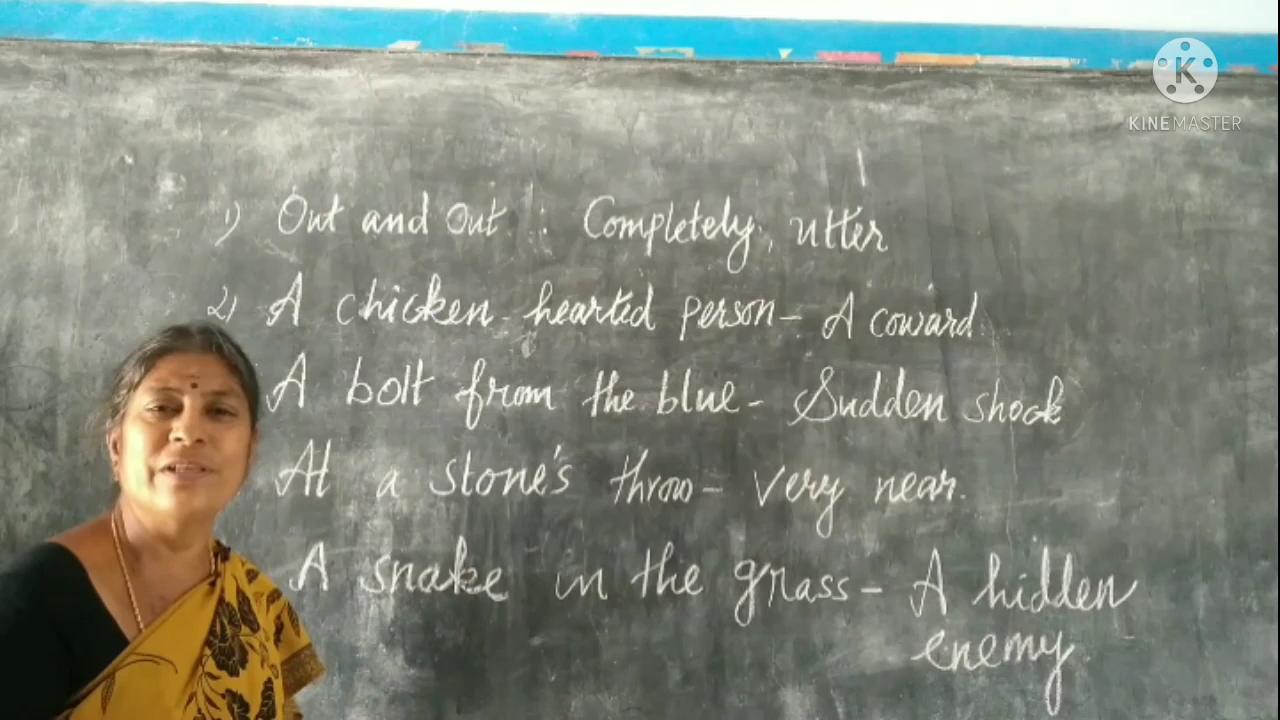 KINEMASTER
1) Out and Out : Completely, utter
2) A chicken-hearted person - A coward.
A bolt from the blue - Sudden shock
At a stone's throw - very near.
A snake in the grass - A hidden
enemy